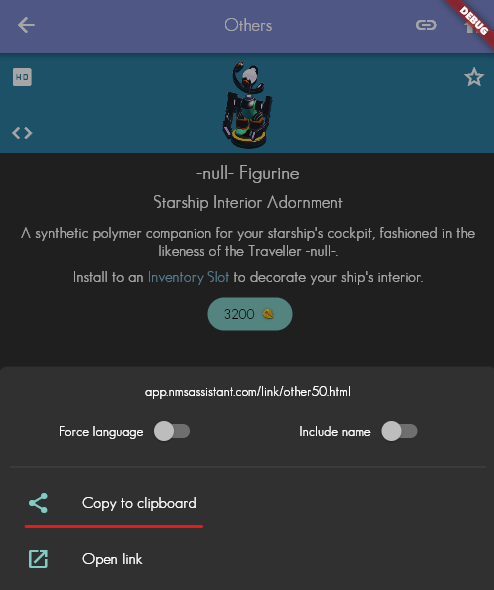 Others
DEBUG
HD
-null- Figurine
Starship Interior Adornment
A synthetic polymer companion for your starship's cockpit, fashioned in the
likeness of the Traveller -null-.
Install to an Inventory Slot to decorate your ship's interior.
3200
app.nmsassistant.com/link/other50.html
Force language
Include name
Copy to clipboard
Open link